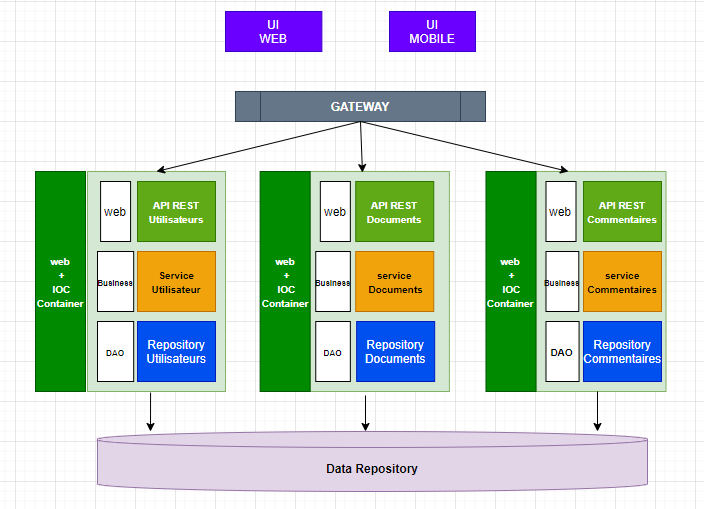 UI
WEB
UI
MOBILE
GATEWAY
web
+
IOC
Container
web
API REST
Utilisateurs
Business
Service
Utilisateur
DAO
Repository
Utilisateurs
web
+
IOC
Container
web
API REST
Documents
Business
service
Documents
DAO
Repository
Documents
web
+
IOC
Container
web
API REST
Commentaires
Business
service
Commentaires
DAO
Repository
Commentaires
Data Repository